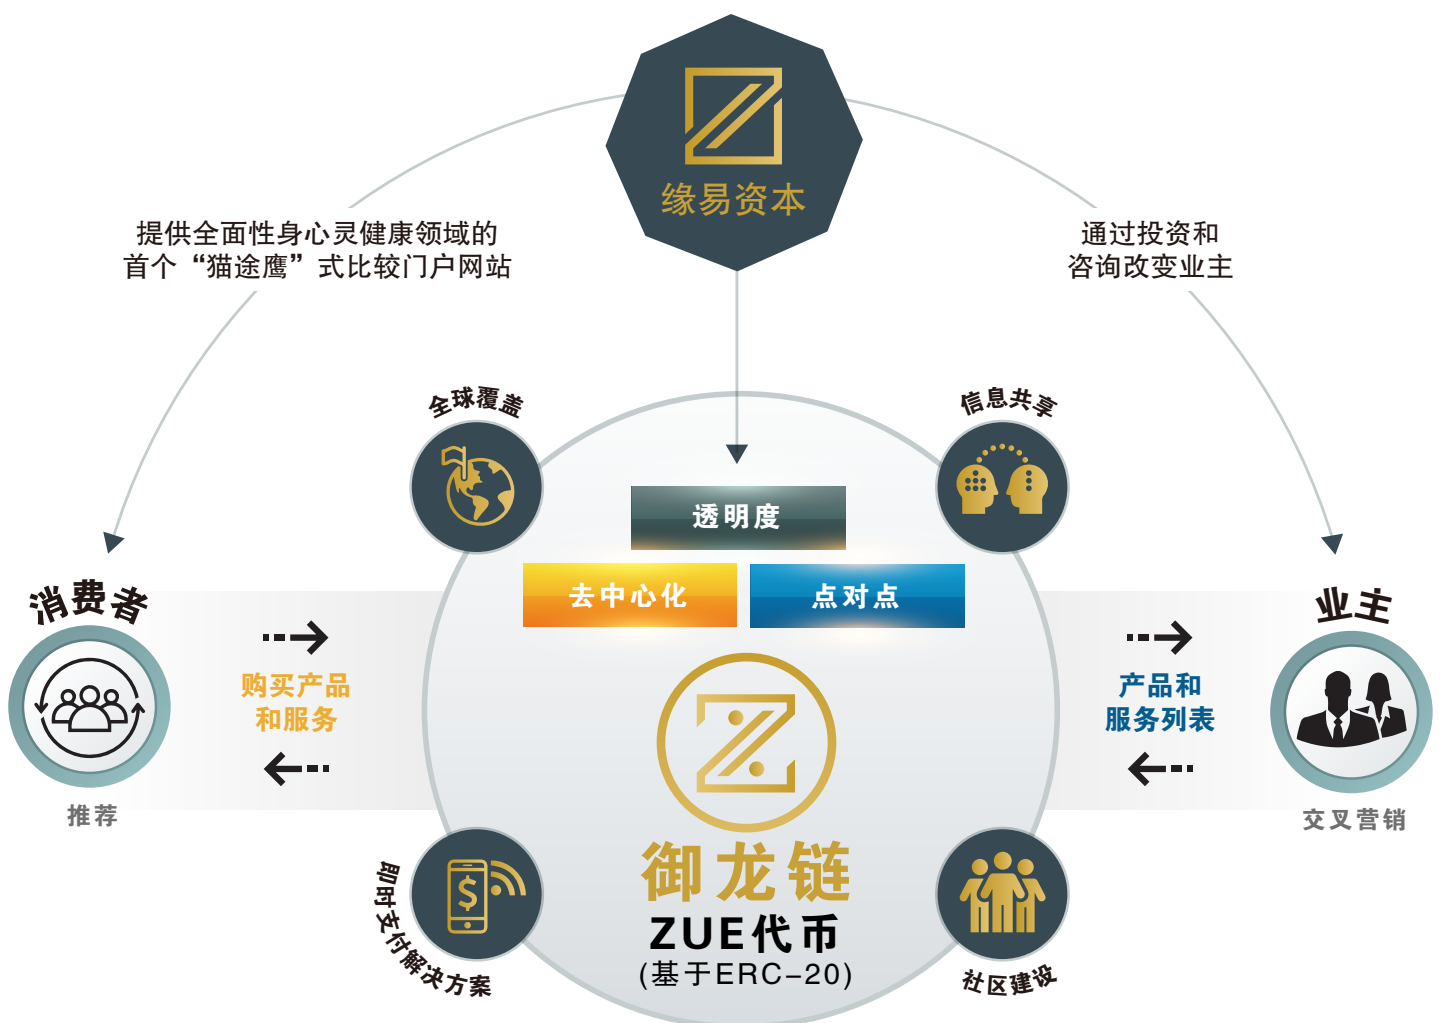 缘易资本
提供全面性身心灵健康领域的
首个“猫途鹰”式比较门户网站
通过投资和
咨询改变业主
全球覆盖
信息共享
透明度
去中心化
点对点
消费者
业主
购买产品
和服务
产品和
服务列表
推荐
交叉营销
御龙链
ZUE代币
(基于ERC-20)
即时支付解决方案
社区建设